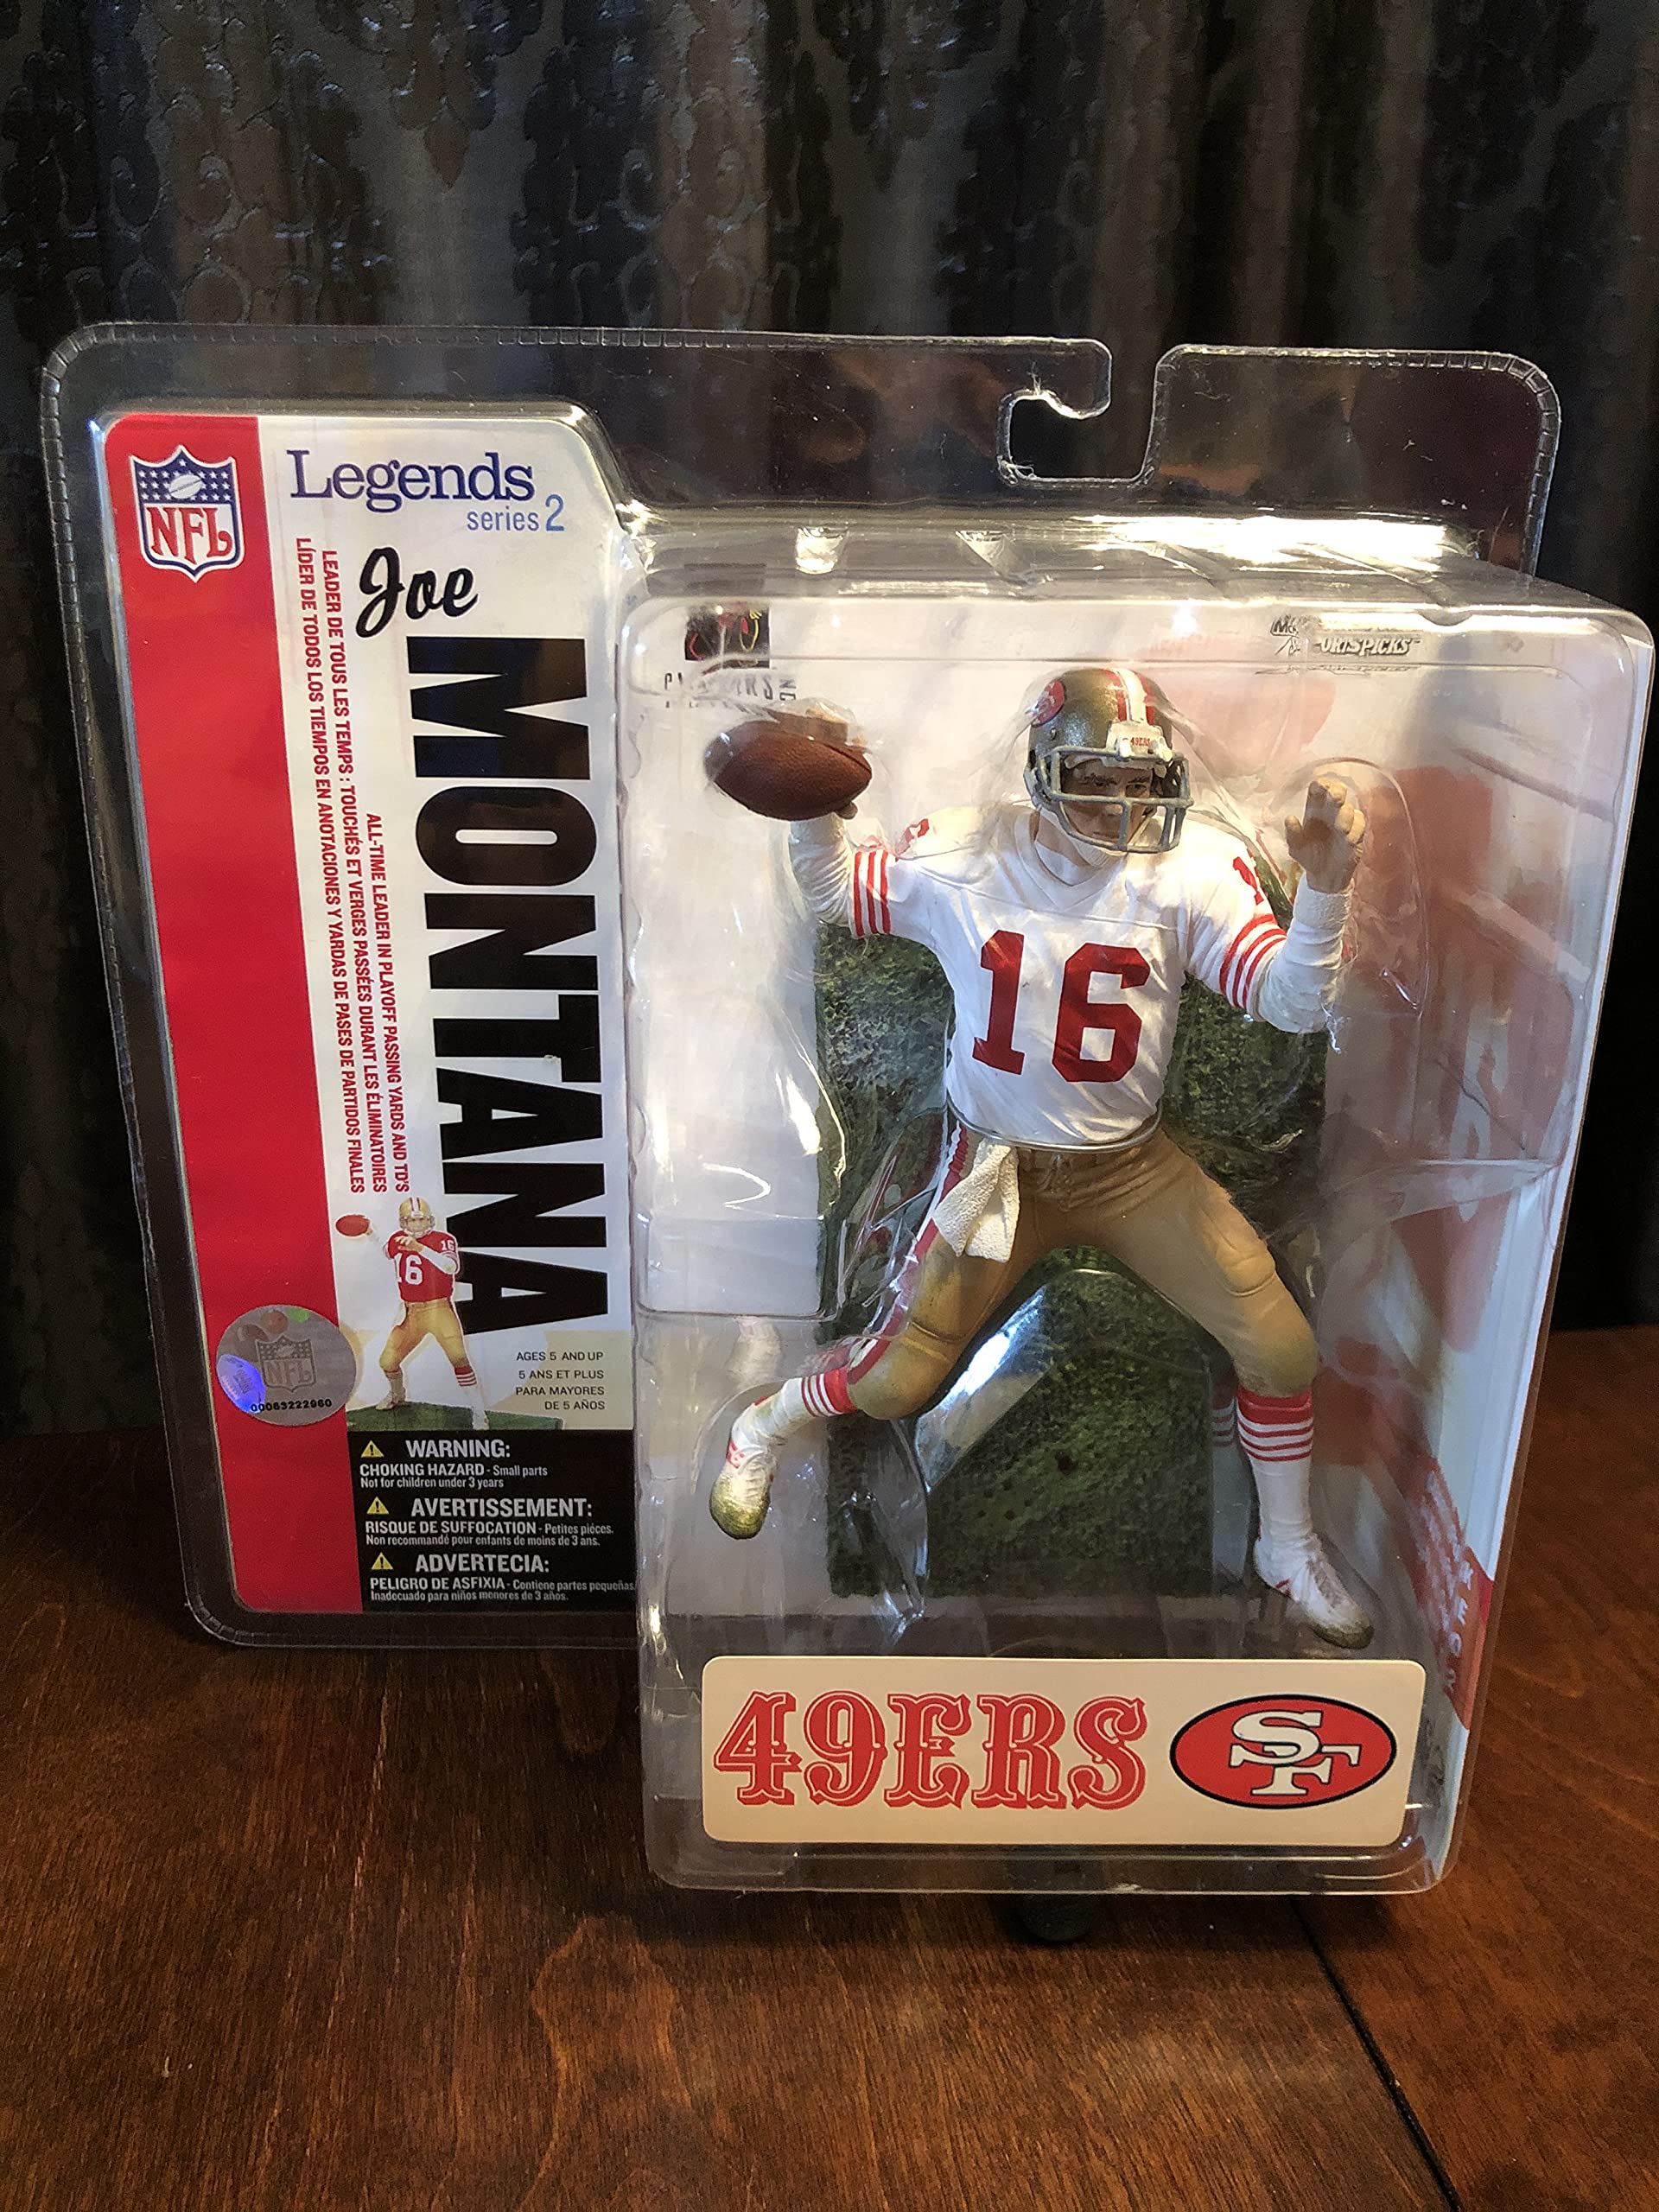 NFL
Legends
series 2
Joe
MONTANA
ALL-TIME LEADER IN PLAYOFF PASSING YARDS AND TD'S
LEADER DE TOUS LES TEMPS : TOUCHÉS ET VERGES PASSÉES DURANT LES ÉLIMINATOIRES
LÍDER DE TODOS LOS TIEMPOS EN ANOTACIONES Y YARDAS DE PASES DE PARTIDOS FINALES
16
16
NFL
00063222960
AGES 5 AND UP
5 ANS ET PLUS
PARA MAYORES
DE 5 AÑOS
WARNING:
CHOKING HAZARD - Small parts
Not for children under 3 years
AVERTISSEMENT:
RISQUE DE SUFFOCATION - Petites piéces.
Non recommandé pour enfants de moins de 3 ans.
ADVERTECIA:
PELIGRO DE ASFIXIA - Contiene partes pequeñas
Inadecuado para niños menores de 3 años.
49ERS
16
49ERS SF